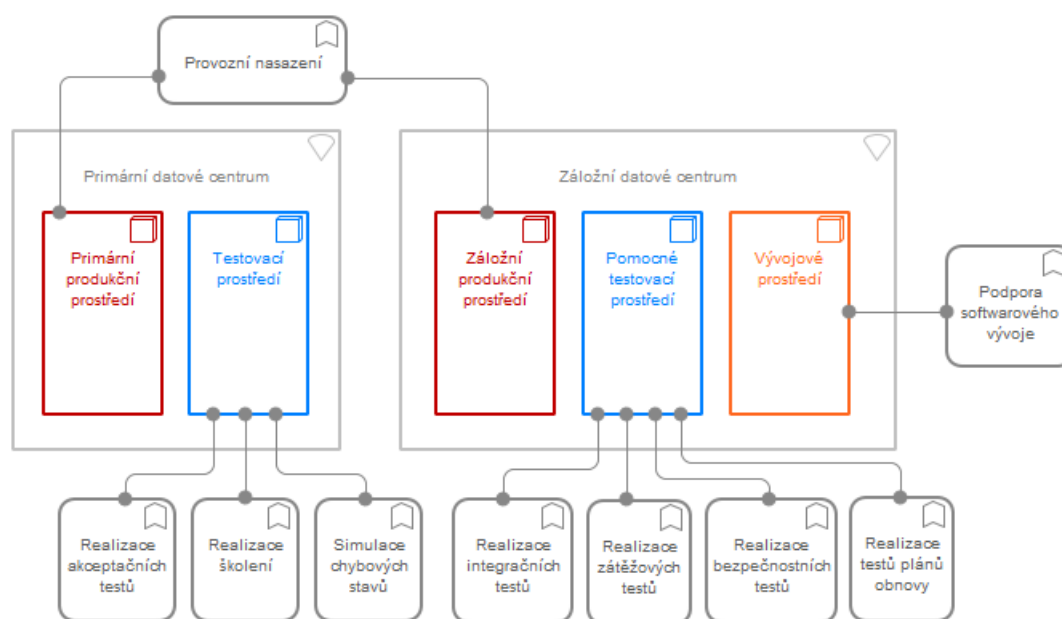 Provozní nasazení
Primární datové centrum
Záložní datové centrum
Primární
produkční
prostředí
Testovací
prostředí
Záložní
produkční
prostředí
Pomocné
testovací
prostředí
Vývojové
prostředí
Podpora
softwarového
vývoje
Realizace
akceptačních
testů
Realizace
školení
Simulace
chybových
stavů
Realizace
integračních
testů
Realizace
zátěžových
testů
Realizace
bezpečnostních
testů
Realizace
testů plánů
obnovy